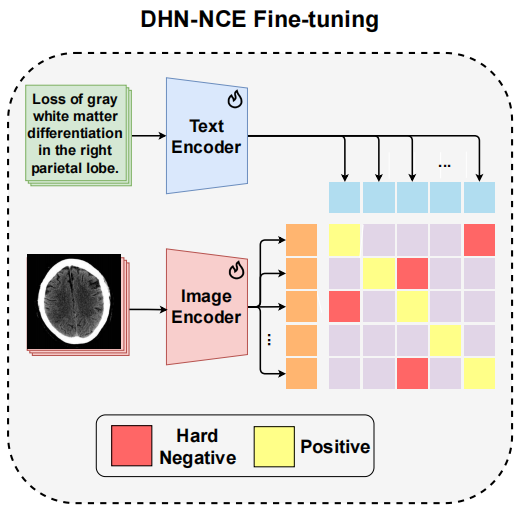 DHN-NCE Fine-tuning
Loss of gray
white matter
differentiation
in the right
parietal lobe.
Text
Encoder
...
Image
Encoder
...
Hard
Negative
Positive